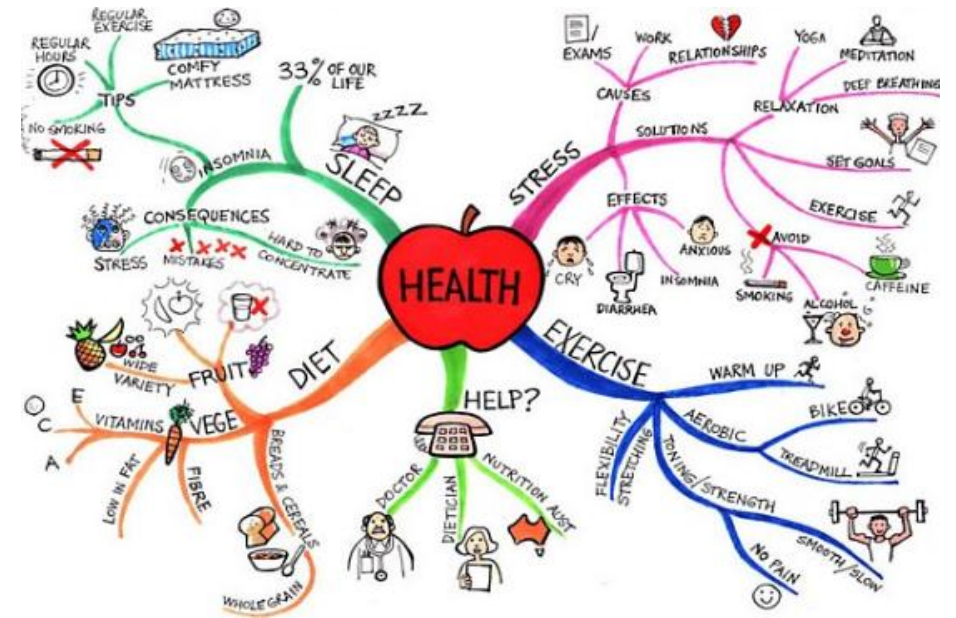 HEALTH
SLEEP
33% OF OUR
LIFE
ZZZZ
INSOMNIA
TIPS
REGULAR
HOURS
REGULAR
EXERCISE
COMFY
MATTRESS
NO SMOKING
CONSEQUENCES
STRESS
MISTAKES
HARD TO
CONCENTRATE
STRESS
CAUSES
EXAMS
WORK
RELATIONSHIPS
SOLUTIONS
RELAXATION
YOGA
MEDITATION
DEEP BREATHING
SET GOALS
EXERCISE
AVOID
SMOKING
ALCOHOL
CAFFEINE
EFFECTS
CRY
DIARRHEA
INSOMNIA
ANXIOUS
EXERCISE
WARM UP
AEROBIC
BIKE
TREADMILL
TONING/STRENGTH
SMOOTH/SLOW
NO PAIN
FLEXIBILITY
STRETCHING
HELP?
DOCTOR
DIETICIAN
NUTRITION AUST
DIET
FRUIT
WIDE
VARIETY
VEGE
VITAMINS
E
C
A
LOW IN FAT
FIBRE
BREADS & CEREALS
WHOLEGRAIN